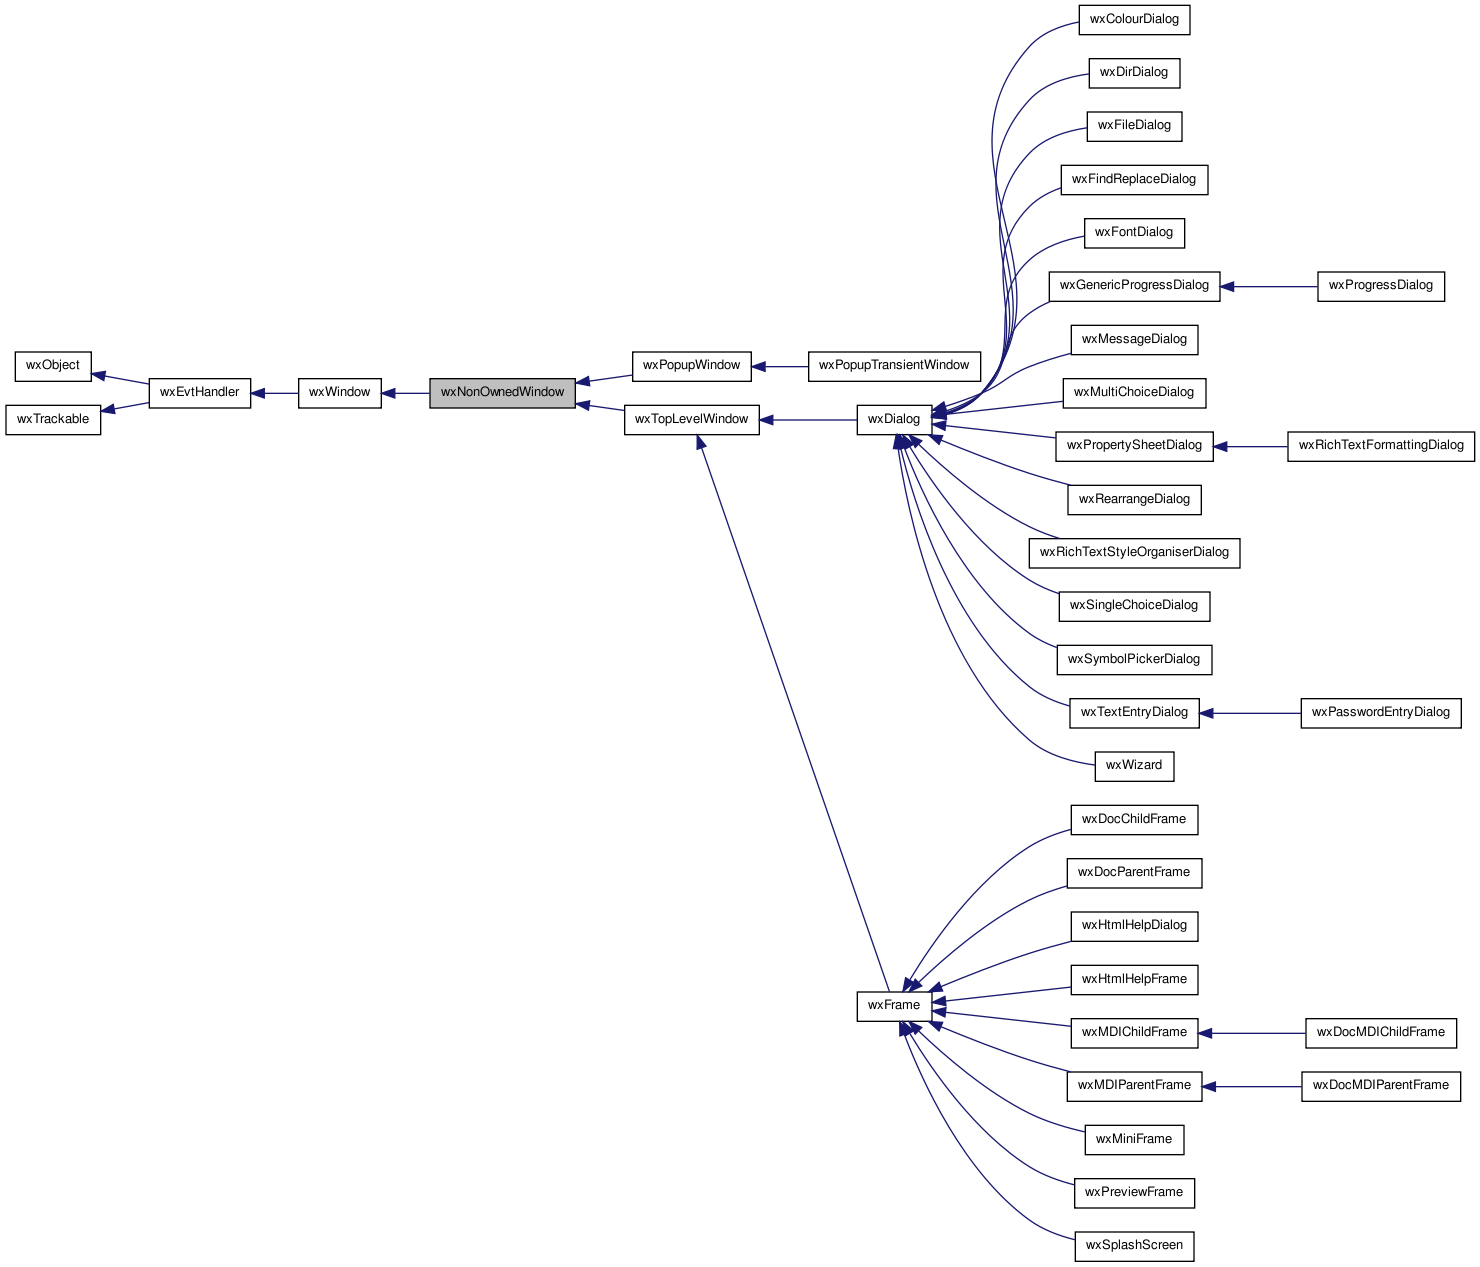 wxColourDialog
wxDirDialog
wxFileDialog
wxFindReplaceDialog
wxFontDialog
wxGenericProgressDialog
wxProgressDialog
wxMessageDialog
wxObject
wxPopupWindow
wxPopupTransientWindow
wxEvtHandler
wxWindow
wxNonOwnedWindow
wxMultiChoiceDialog
wxTrackable
wxTopLevelWindow
wxDialog
wxPropertySheetDialog
wxRichTextFormattingDialog
wxRearrangeDialog
wxRichTextStyleOrganiserDialog
wxSingleChoiceDialog
wxSymbolPickerDialog
wxTextEntryDialog
wxPasswordEntryDialog
wxWizard
wxDocChildFrame
wxDocParentFrame
wxHtmlHelpDialog
wxHtmlHelpFrame
wxFrame
wxMDIChildFrame
wxDocMDIChildFrame
wxMDIParentFrame
wxDocMDIParentFrame
wxMiniFrame
wxPreviewFrame
wxSplashScreen